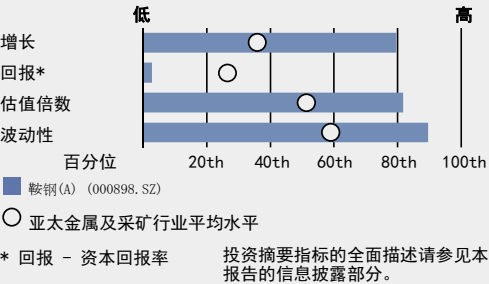 低 高
增长
回报*
估值倍数
波动性
百分位 20th 40th 60th 80th 100th
鞍钢(A) (000898.SZ)
亚太金属及采矿行业平均水平
* 回报 - 资本回报率
投资摘要指标的全面描述请参见本
报告的信息披露部分。